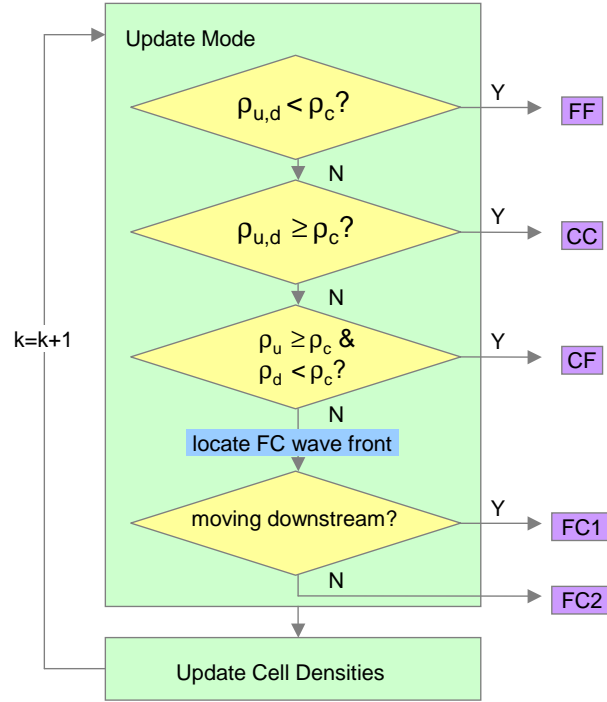 Update Mode
ρu,d < ρc?
Y
FF
N
ρu,d ≥ ρc?
Y
CC
N
k=k+1
ρu ≥ ρc &
ρd < ρc?
Y
CF
N
locate FC wave front
moving downstream?
Y
FC1
N
FC2
Update Cell Densities